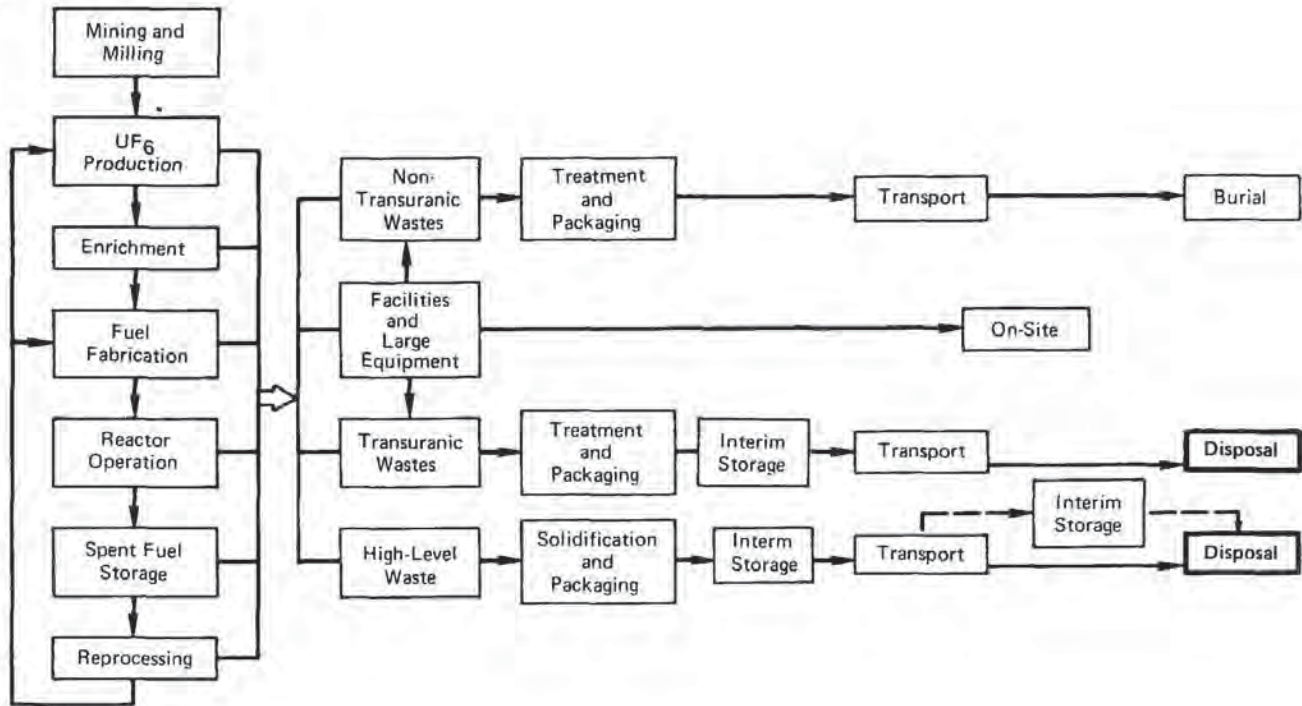 Mining and
Milling
UF6
Production
Enrichment
Fuel
Fabrication
Reactor
Operation
Spent Fuel
Storage
Reprocessing
Non-
Transuranic
Wastes
Treatment
and
Packaging
Transport
Burial
Facilities
and
Large
Equipment
On-Site
Transuranic
Wastes
Treatment
and
Packaging
Interim
Storage
Transport
Disposal
High-Level
Waste
Solidification
and
Packaging
Interm
Storage
Transport
Interim
Storage
Disposal